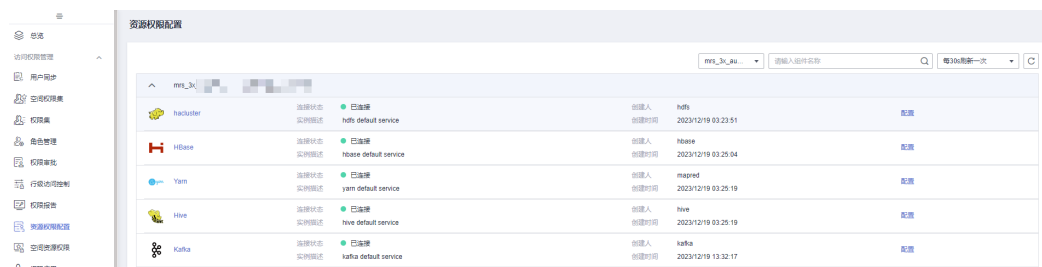 总览
访问权限管理
用户同步
空间权限集
权限集
角色管理
权限审批
行级访问控制
权限报告
资源权限配置
空间资源权限
资源权限配置
mrs_3x_au...
请输入组件名称
每30s刷新一次
mrs_3x
hacluster
连接状态 已连接
实例描述 hdfs default service
创建人 hdfs
创建时间 2023/12/19 03:23:51
配置
HBase
连接状态 已连接
实例描述 hbase default service
创建人 hbase
创建时间 2023/12/19 03:25:04
配置
Yarn
连接状态 已连接
实例描述 yarn default service
创建人 mapred
创建时间 2023/12/19 03:25:19
配置
Hive
连接状态 已连接
实例描述 hive default service
创建人 hive
创建时间 2023/12/19 03:25:19
配置
Kafka
连接状态 已连接
实例描述 kafka default service
创建人 kafka
创建时间 2023/12/19 13:32:17
配置